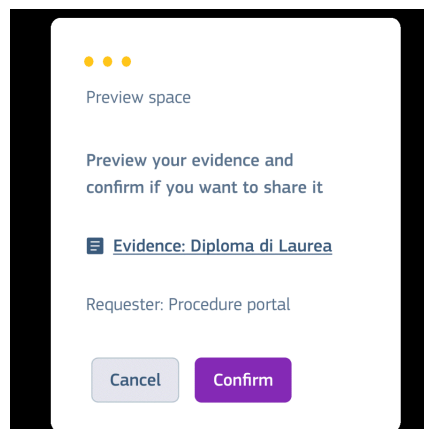 Preview space
Preview your evidence and
confirm if you want to share it
Evidence: Diploma di Laurea
Requester: Procedure portal
Cancel
Confirm